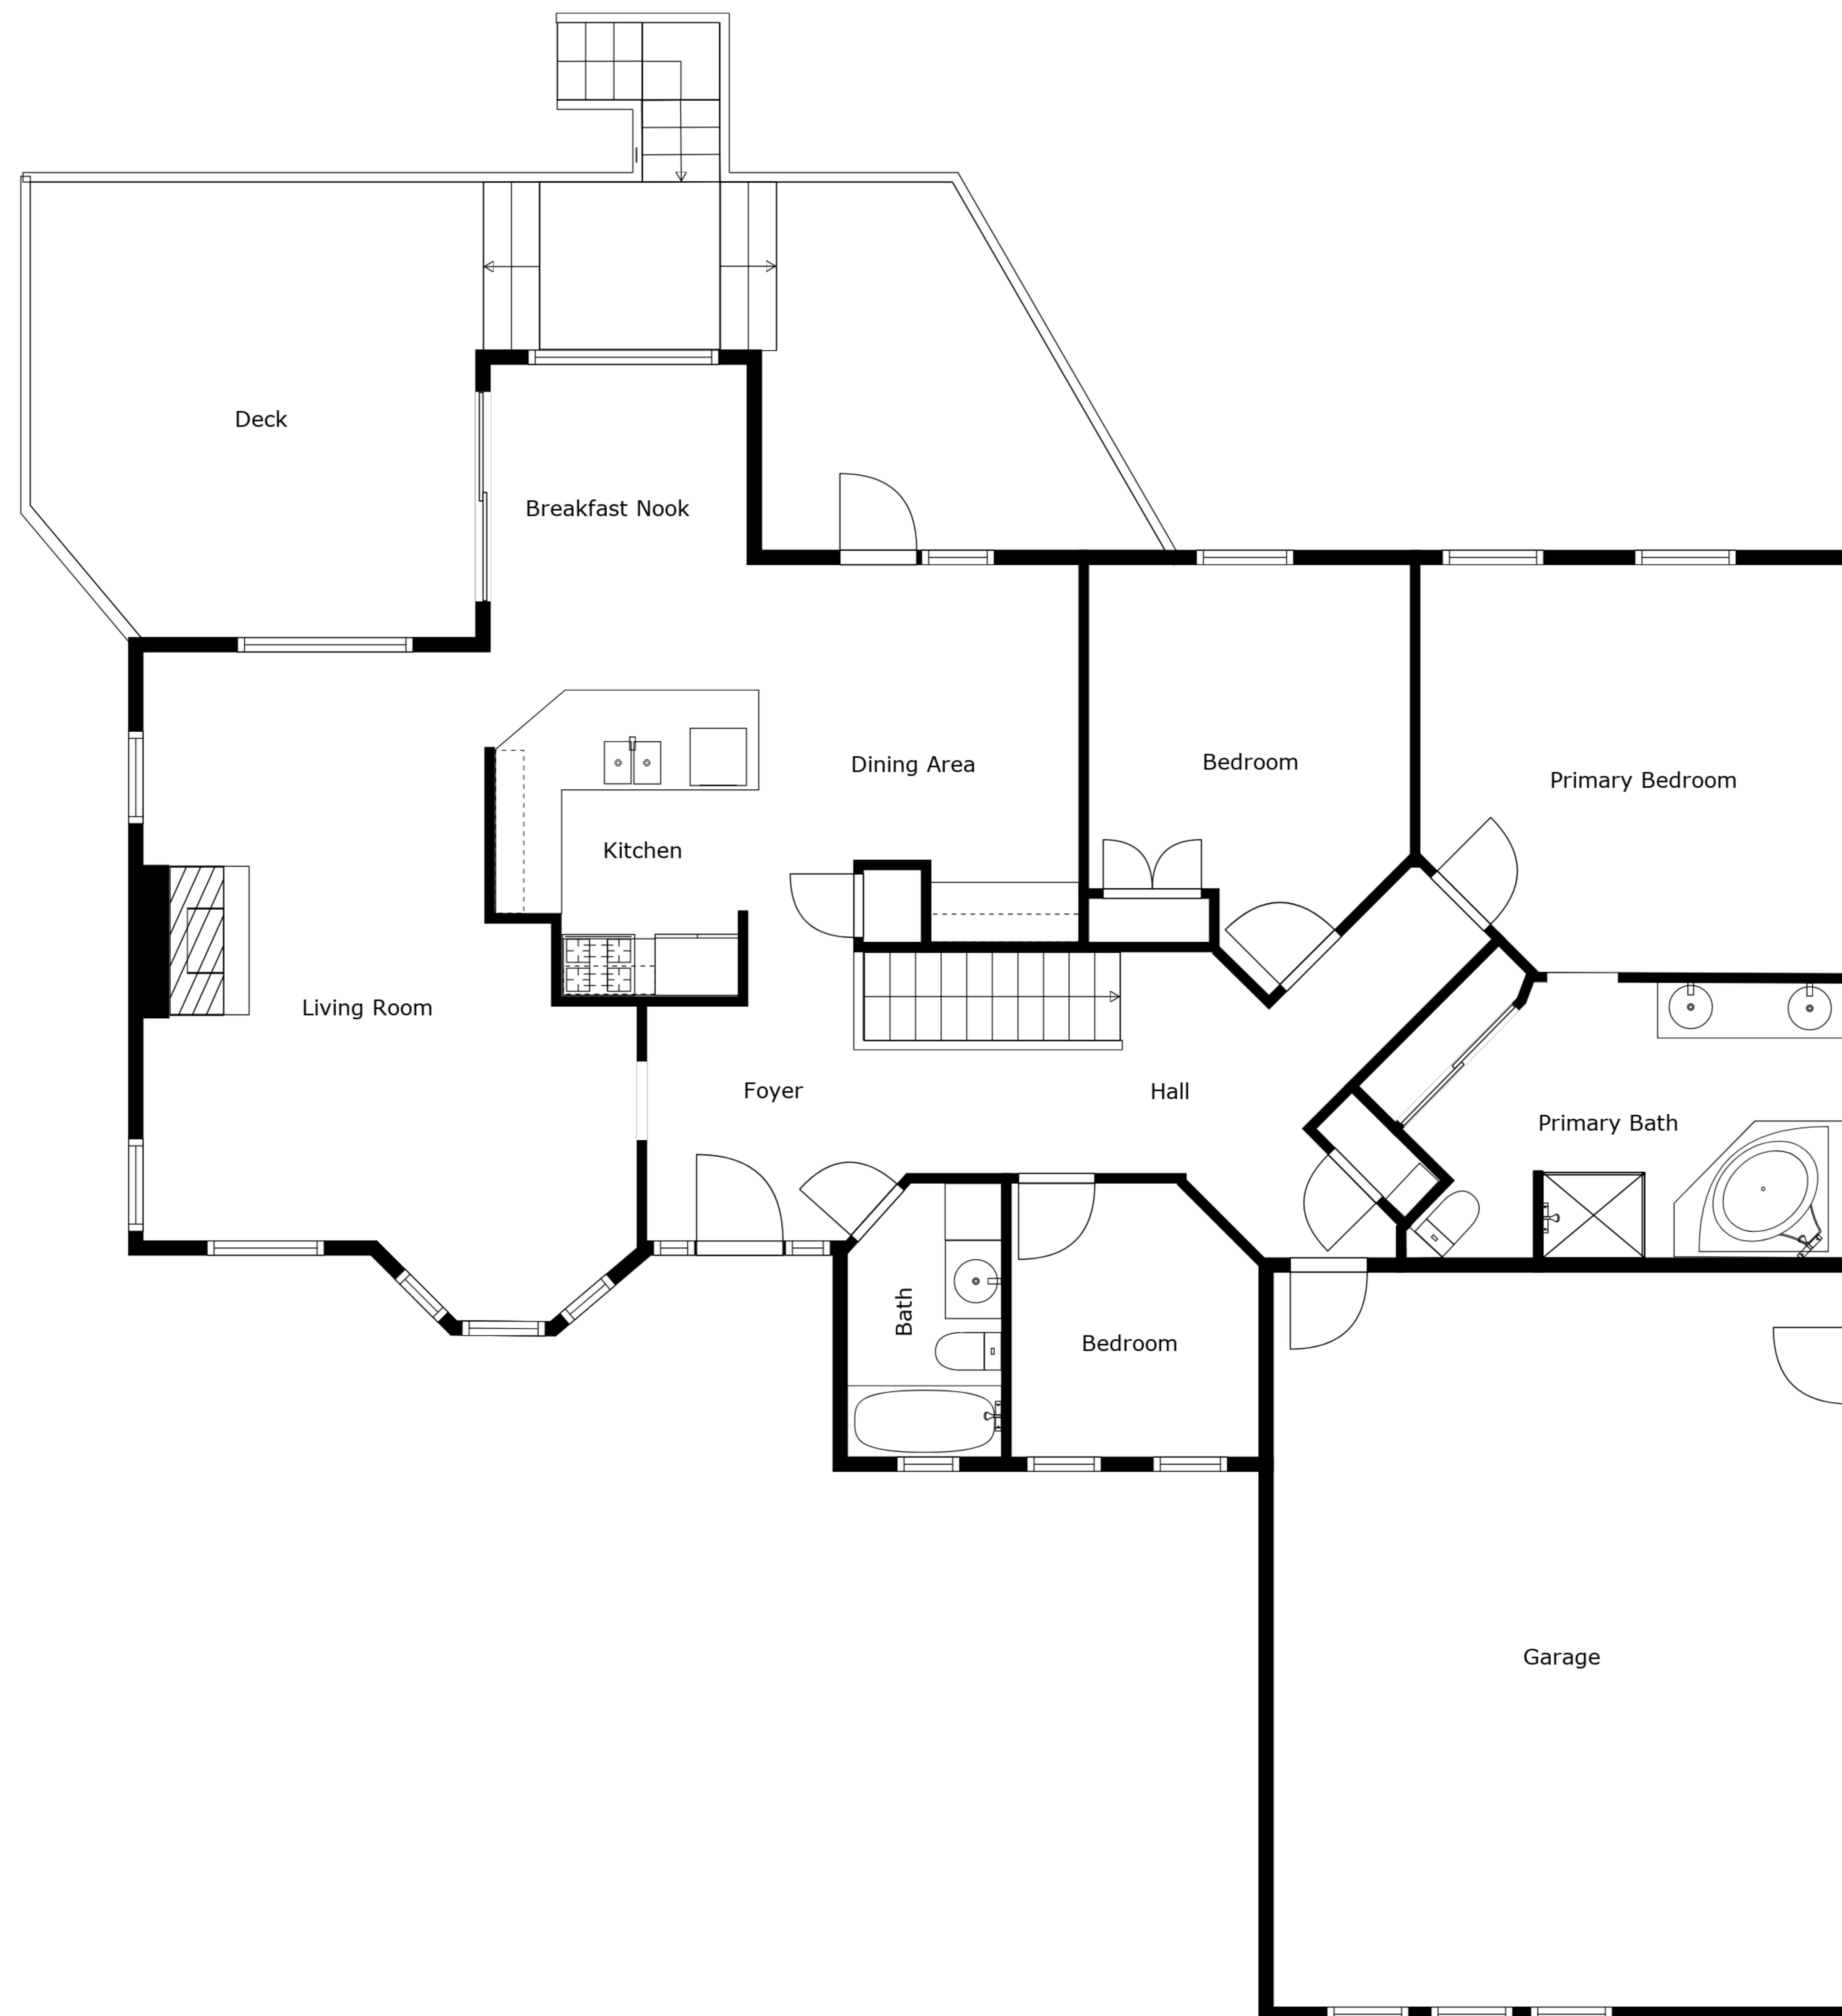 Deck
Breakfast Nook
Dining Area
Bedroom
Primary Bedroom
Kitchen
Living Room
Foyer
Hall
Primary Bath
Bath
Bedroom
Garage